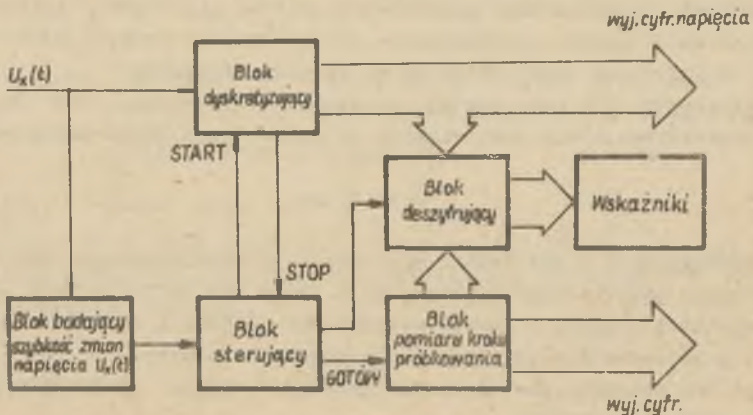 wyj.cyfr.napięcia
Uₓ(t)
Blok
dyskretyzujący
START
STOP
Blok
deszyfrujący
Wskaźniki
Blok badający
szybkość zmian
napięcia Uₓ(t)
Blok
sterujący
GOTÓW
Blok
pomiaru kroku
próbkowania
wyj.cyfr.